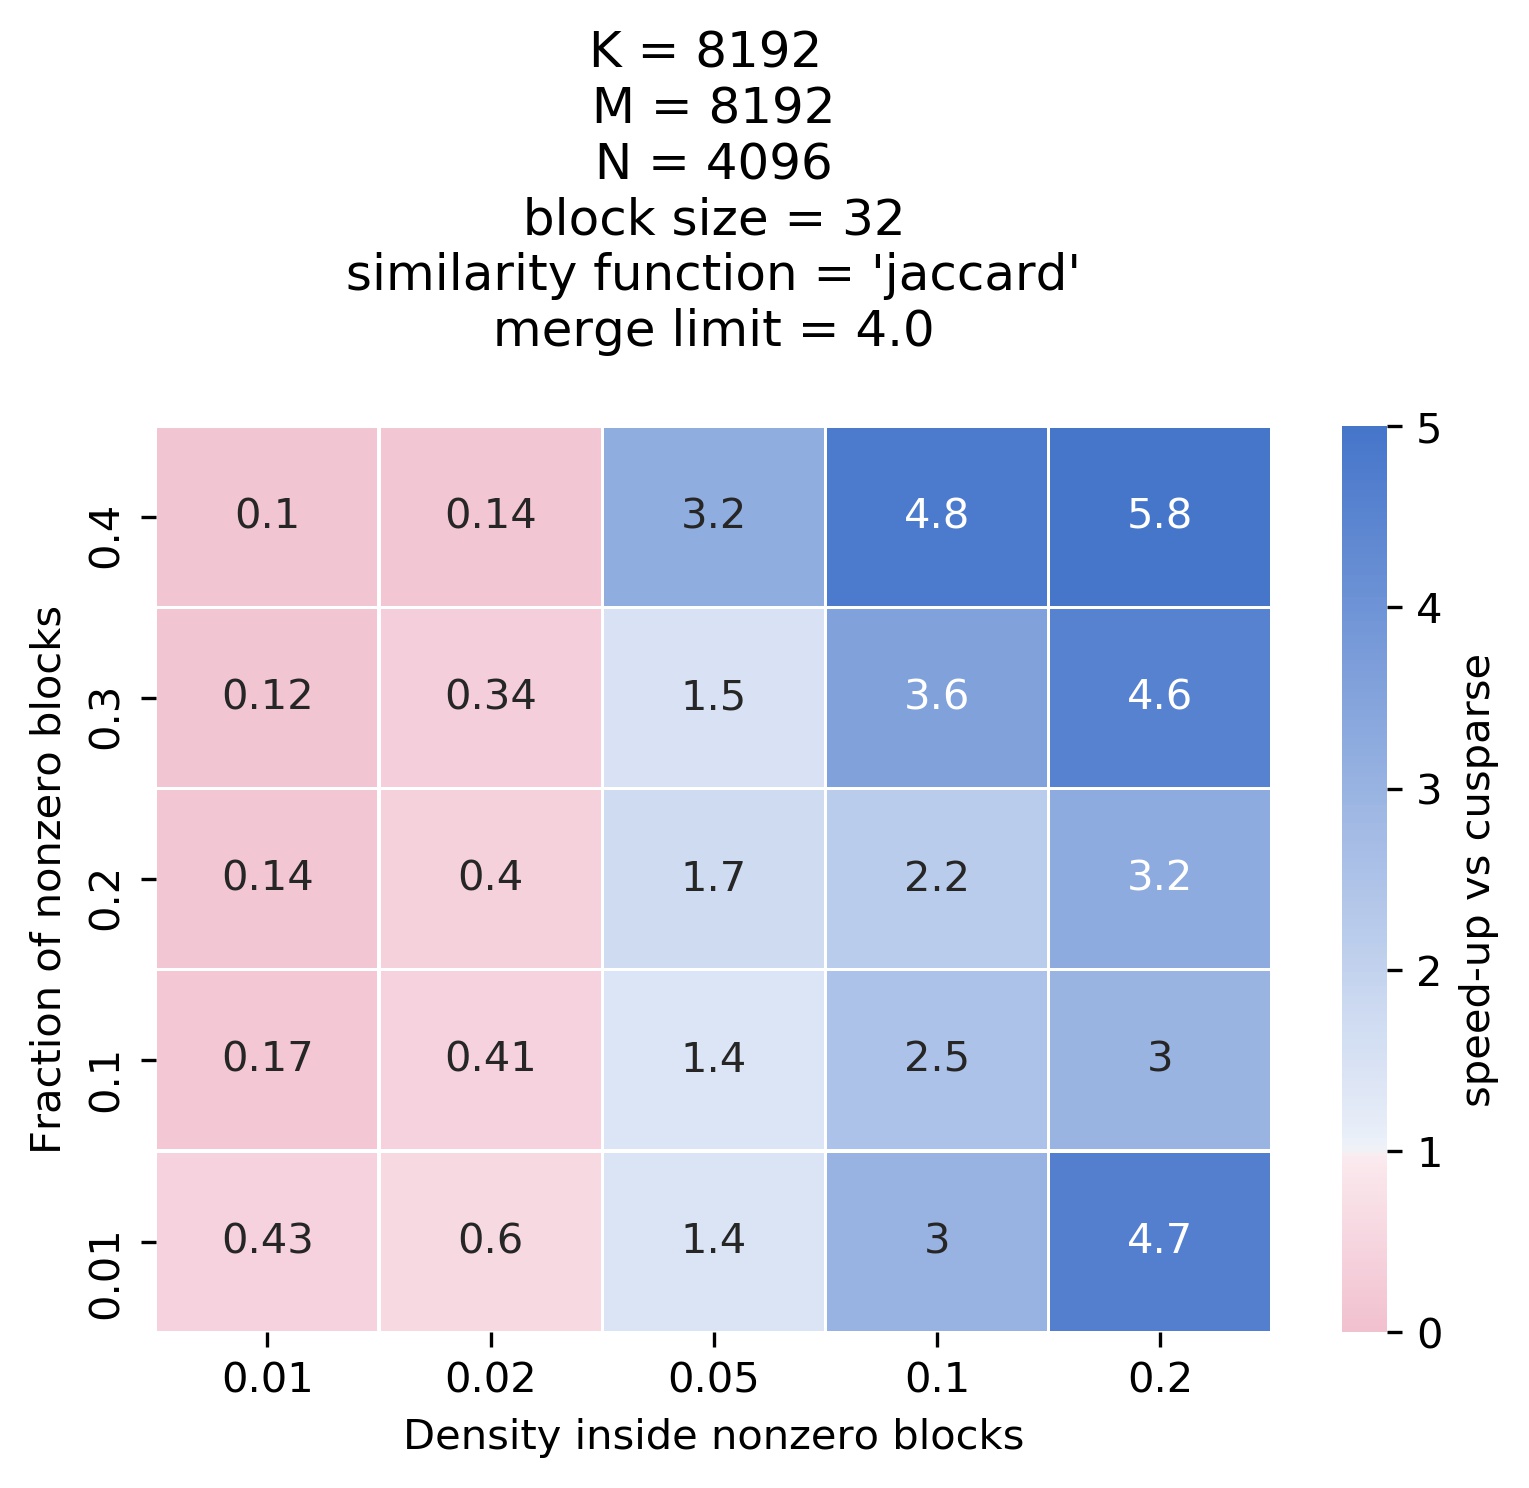 K = 8192
M = 8192
N = 4096
block size = 32
similarity function = 'jaccard'
merge limit = 4.0
Fraction of nonzero blocks
0.4 0.1 0.14 3.2 4.8 5.8
0.3 0.12 0.34 1.5 3.6 4.6
0.2 0.14 0.4 1.7 2.2 3.2
0.1 0.17 0.41 1.4 2.5 3
0.01 0.43 0.6 1.4 3 4.7
0.01 0.02 0.05 0.1 0.2
Density inside nonzero blocks
5
4
3
2
1
0
speed-up vs cusparse